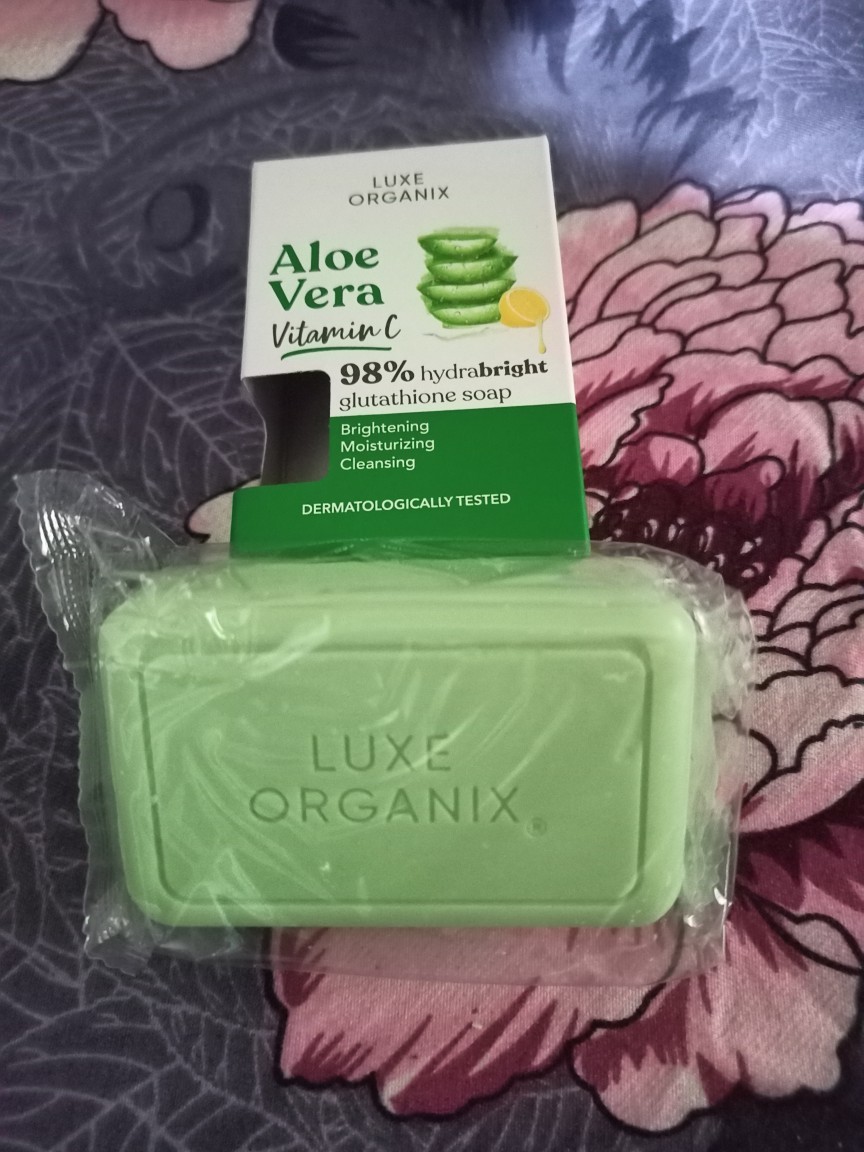 LUXE
ORGANIX
Aloe
Vera
Vitamin C
98% hydrabright
glutathione soap
Brightening
Moisturizing
Cleansing
DERMATOLOGICALLY TESTED
LUXE
ORGANIX®